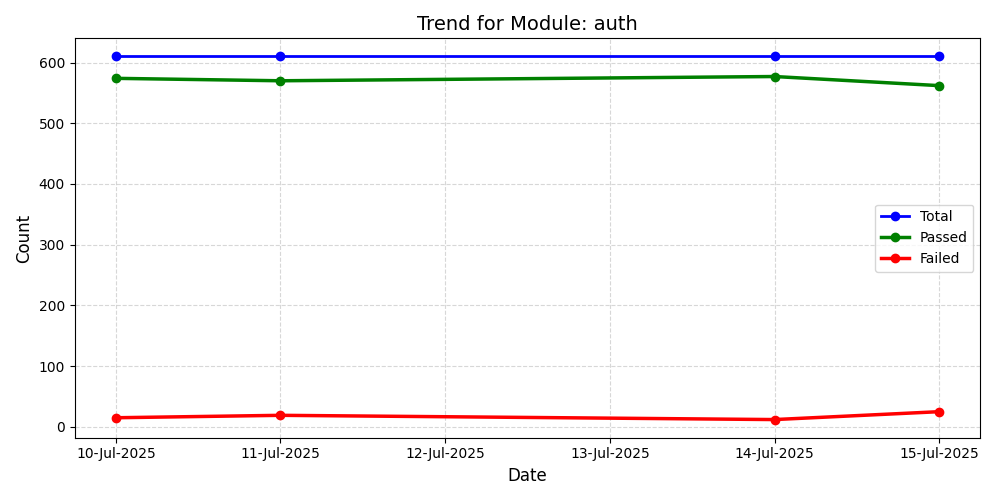 Trend for Module: auth
600
500
400
300
200
100
0
Count
Total
Passed
Failed
10-Jul-2025
11-Jul-2025
12-Jul-2025
13-Jul-2025
14-Jul-2025
15-Jul-2025
Date